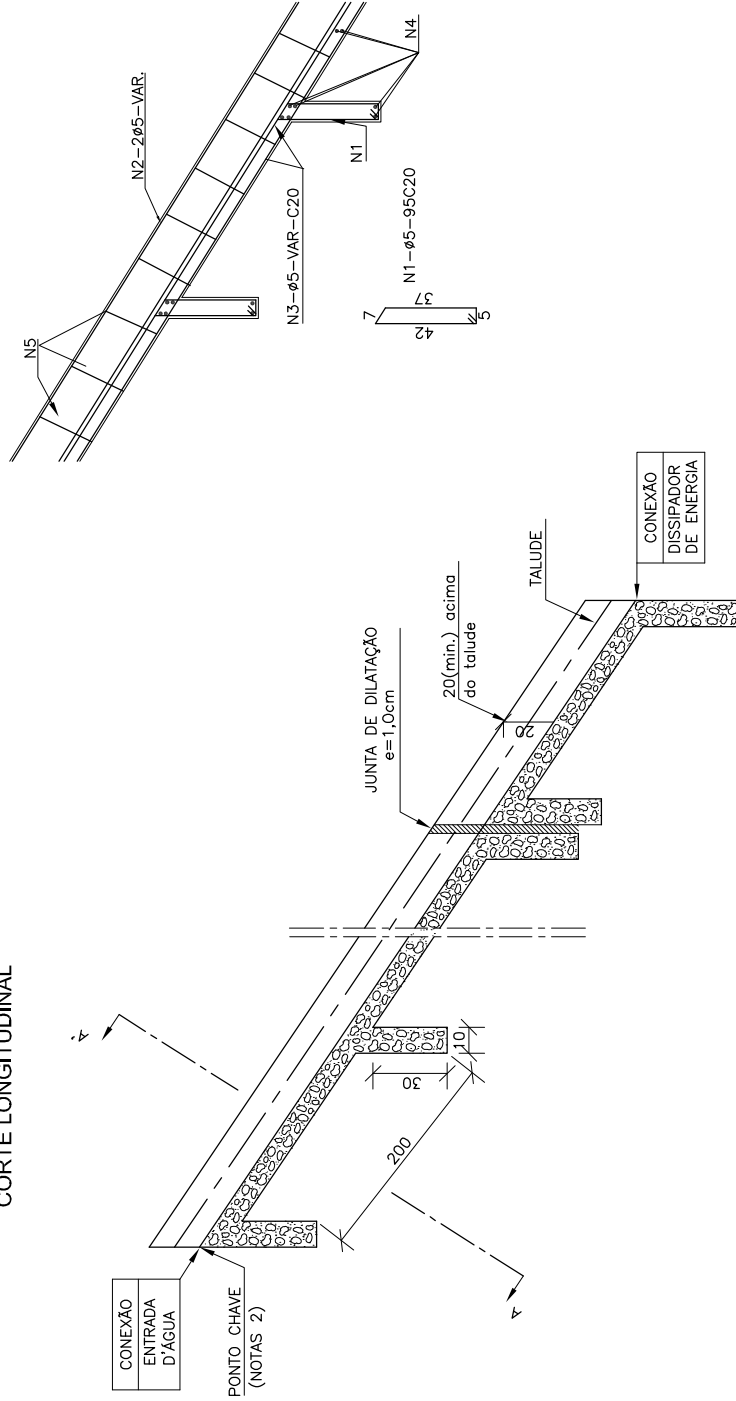 CORTE LONGITUDINAL
CONEXÃO
ENTRADA
D'ÁGUA
PONTO CHAVE
(NOTAS 2)
A'
A
200
30
10
JUNTA DE DILATAÇÃO
e=1,0cm
20(min.) acima
do talude
20
TALUDE
CONEXÃO
DISSIPADOR
DE ENERGIA
N5
N2-2ø5-VAR.
N4
N1
N3-ø5-VAR-C20
N1-ø5-95C20
7
37
42
5